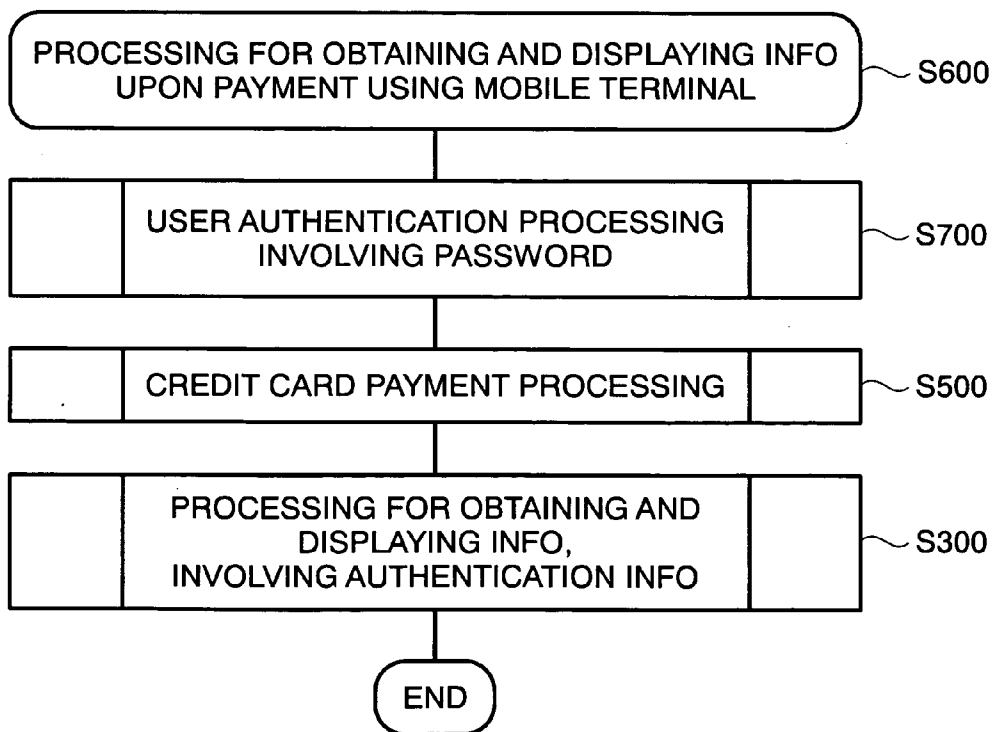 PROCESSING FOR OBTAINING AND DISPLAYING INFO
UPON PAYMENT USING MOBILE TERMINAL
S600
USER AUTHENTICATION PROCESSING
INVOLVING PASSWORD
S700
CREDIT CARD PAYMENT PROCESSING
S500
PROCESSING FOR OBTAINING AND
DISPLAYING INFO,
INVOLVING AUTHENTICATION INFO
S300
END